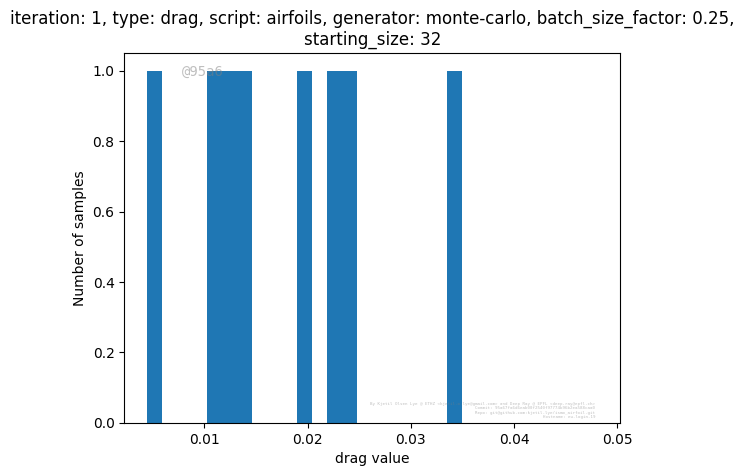 iteration: 1, type: drag, script: airfoils, generator: monte-carlo, batch_size_factor: 0.25,
starting_size: 32
@95a6
1.0
0.8
0.6
0.4
0.2
0.0
Number of samples
0.01
0.02
0.03
0.04
0.05
drag value